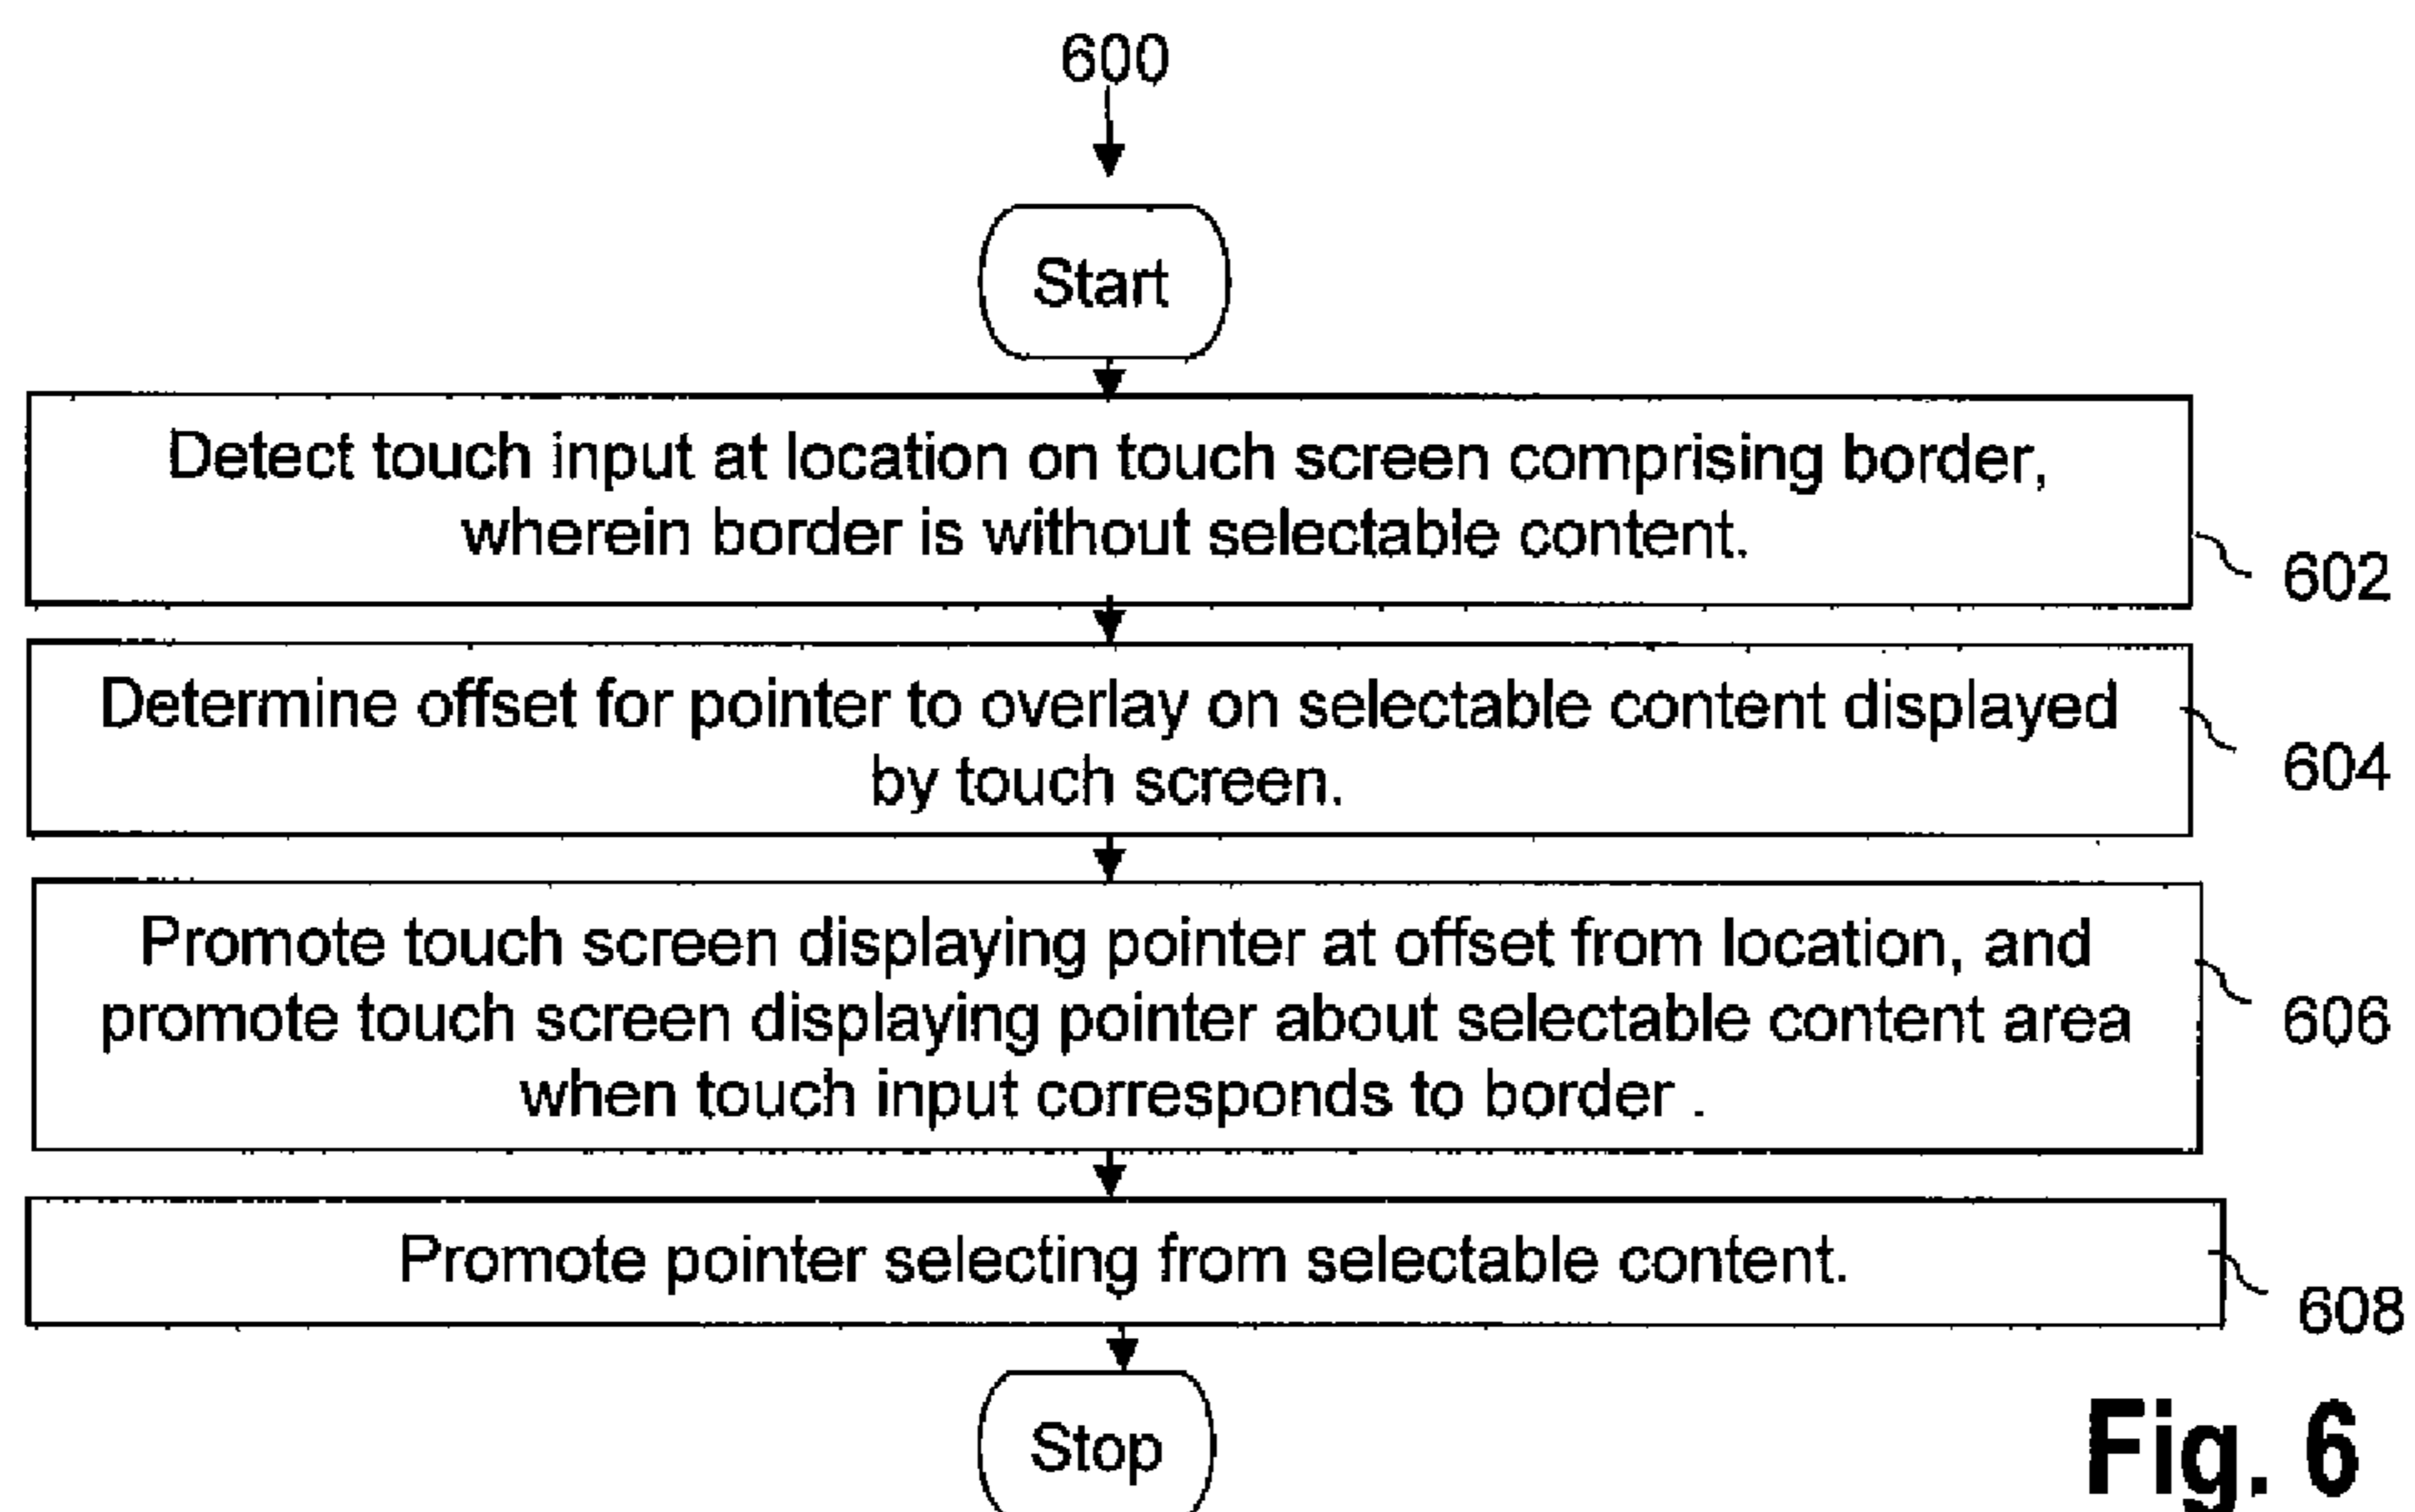 600
Start
Detect touch input at location on touch screen comprising border,
wherein border is without selectable content.
602
Determine offset for pointer to overlay on selectable content displayed
by touch screen.
604
Promote touch screen displaying pointer at offset from location, and
promote touch screen displaying pointer about selectable content area
when touch input corresponds to border .
606
Promote pointer selecting from selectable content.
608
Stop
Fig. 6